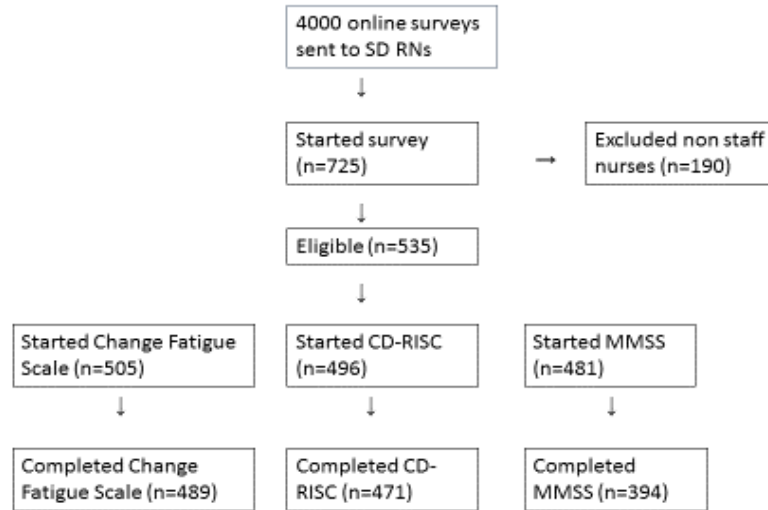 4000 online surveys
sent to SD RNs
↓
Started survey
(n=725)
→
Excluded non staff
nurses (n=190)
↓
Eligible (n=535)
↓
Started Change Fatigue
Scale (n=505)
Started CD-RISC
(n=496)
Started MMSS
(n=481)
↓ ↓ ↓
Completed Change
Fatigue Scale (n=489)
Completed CD-
RISC (n=471)
Completed
MMSS (n=394)